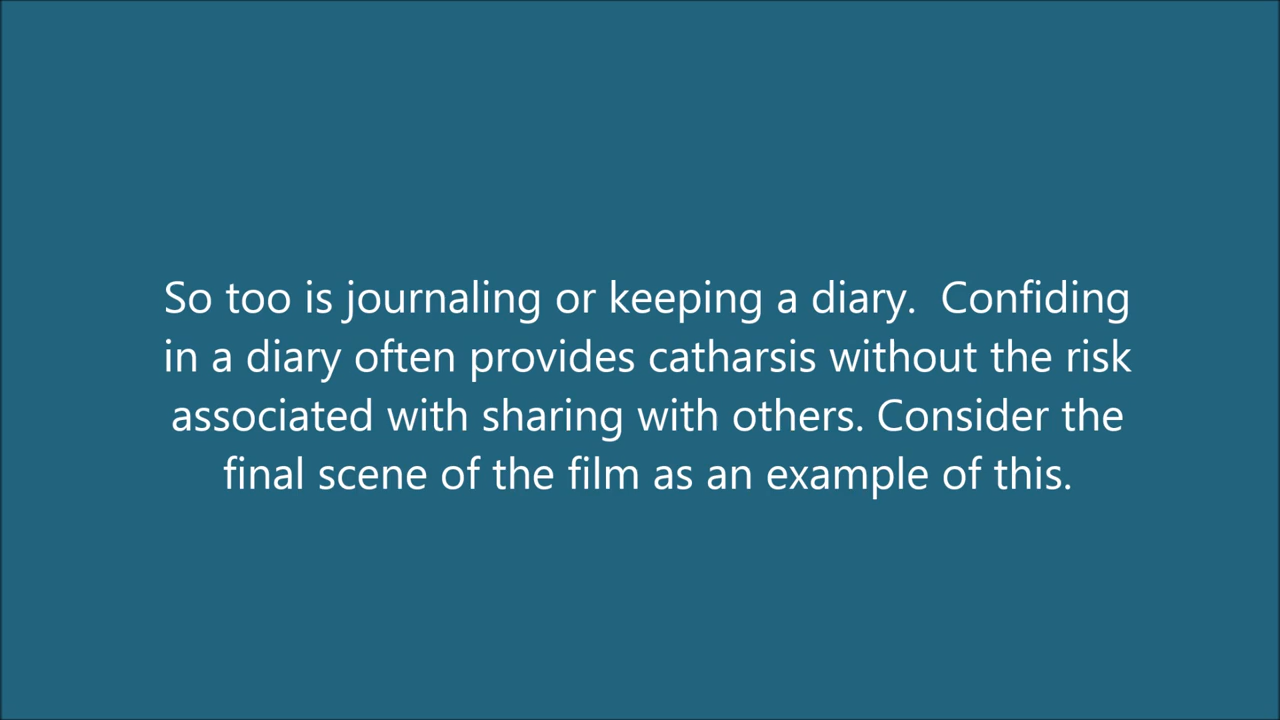 So too is journaling or keeping a diary.  Confiding
in a diary often provides catharsis without the risk
associated with sharing with others. Consider the
final scene of the film as an example of this.